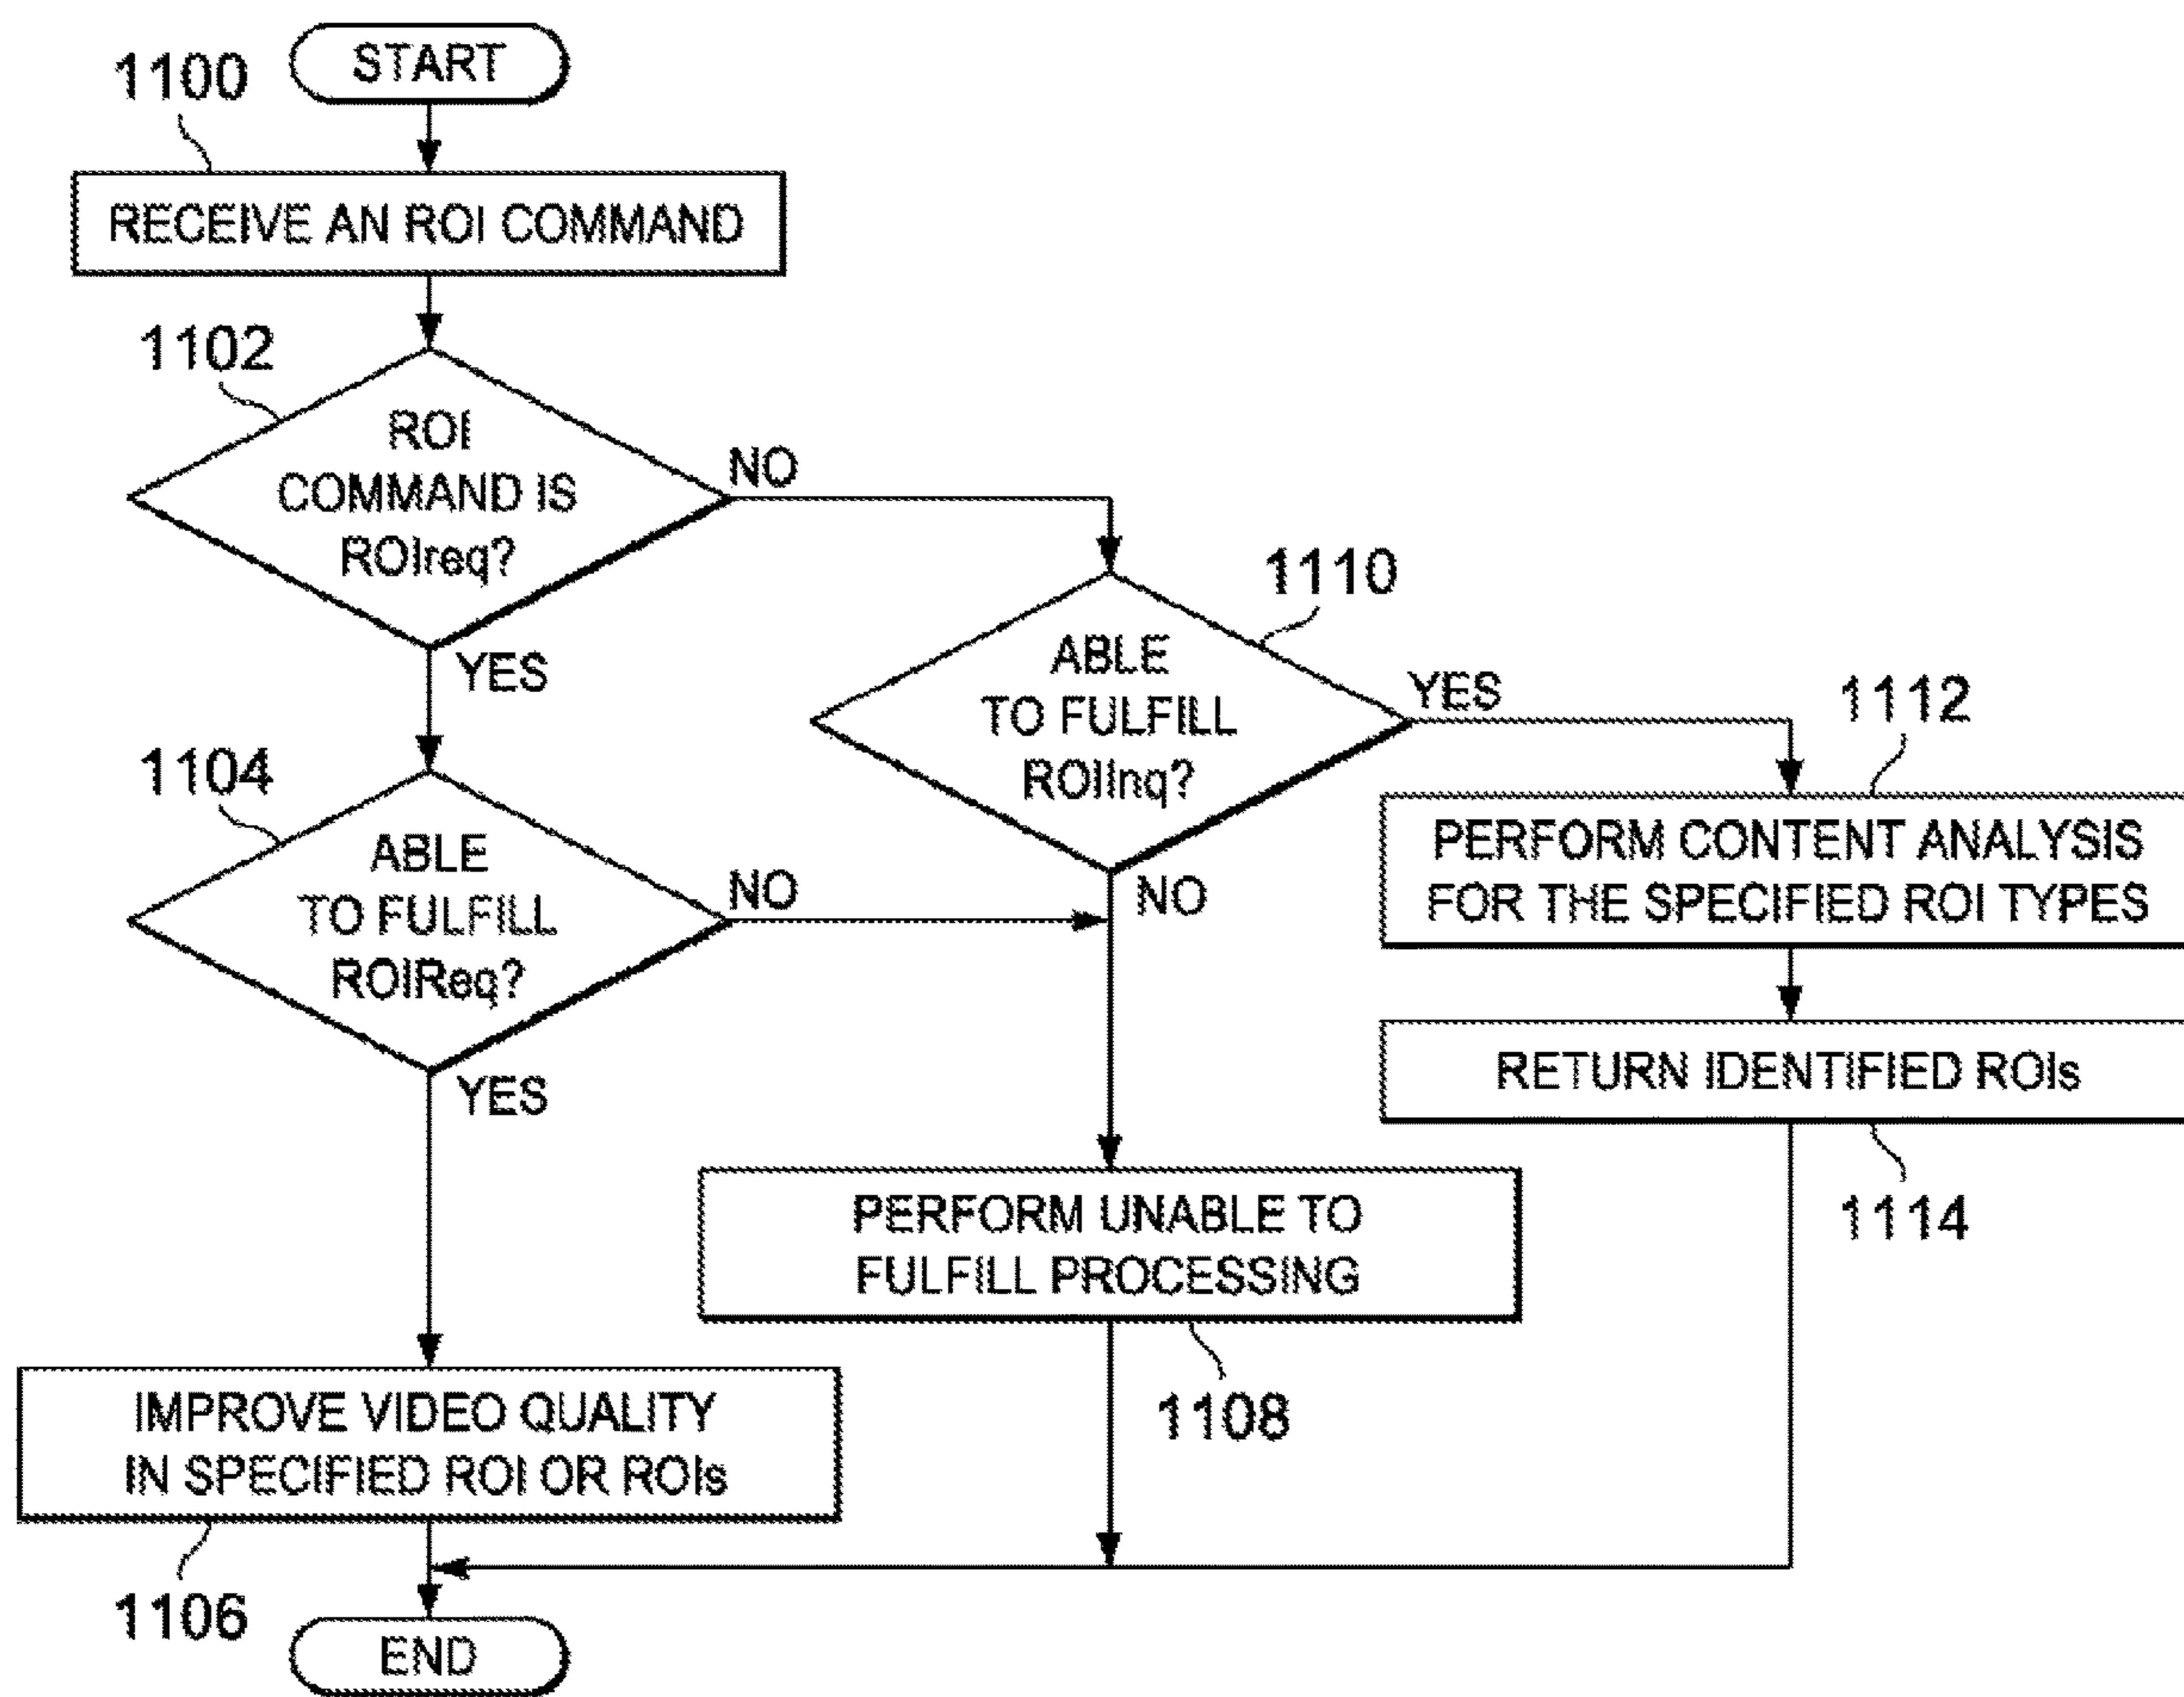 START
1100
RECEIVE AN ROI COMMAND
1102
ROI
COMMAND IS
ROIreq?
NO
YES
1110
ABLE
TO FULFILL
ROIInq?
YES
NO
1104
ABLE
TO FULFILL
ROIReq?
NO
YES
1112
PERFORM CONTENT ANALYSIS
FOR THE SPECIFIED ROI TYPES
RETURN IDENTIFIED ROIs
1114
PERFORM UNABLE TO
FULFILL PROCESSING
1108
IMPROVE VIDEO QUALITY
IN SPECIFIED ROI OR ROIs
1106
END